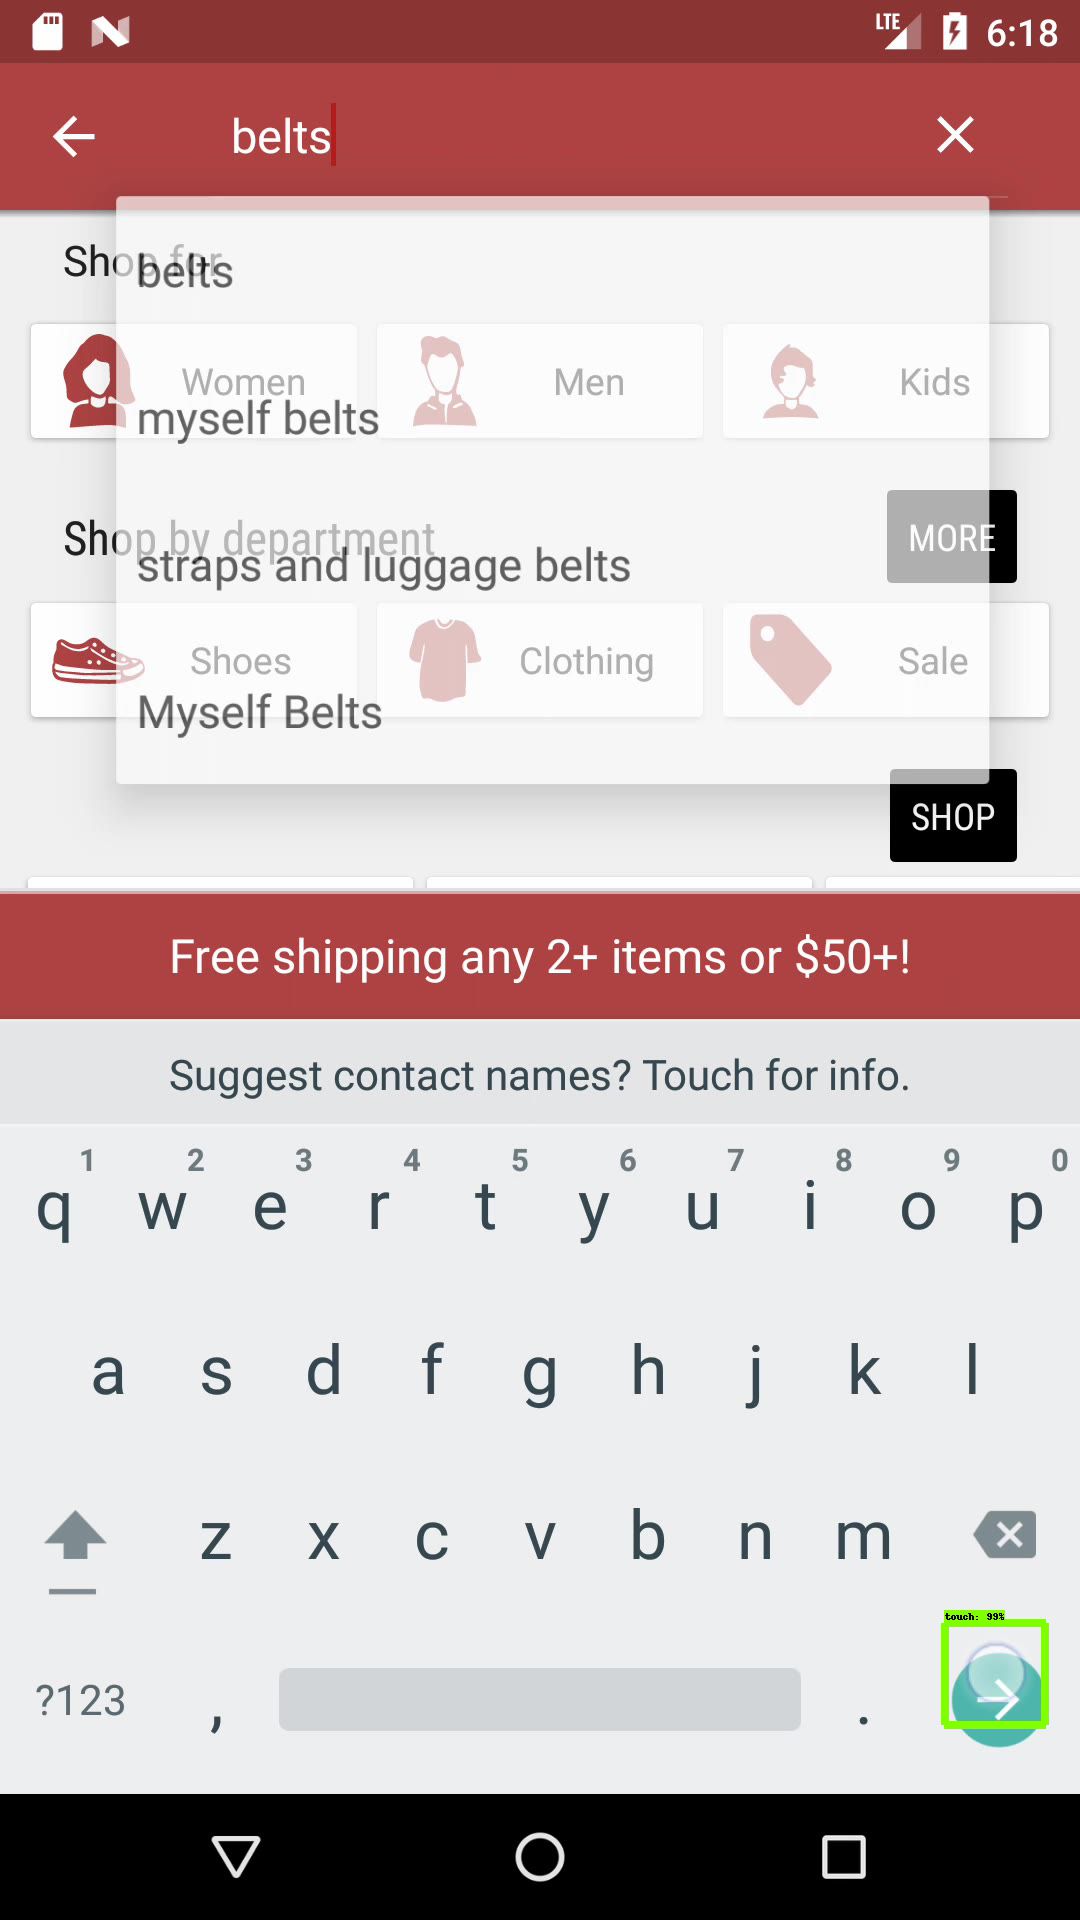 LTE 6:18
belts
Shop for
belts
Women Men Kids
myself belts
Shop by department MORE
straps and luggage belts
Shoes Clothing Sale
Myself Belts
SHOP
Free shipping any 2+ items or $50+!
Suggest contact names? Touch for info.
1 2 3 4 5 6 7 8 9 0
q w e r t y u i o p
a s d f g h j k l
z x c v b n m
touch: 99%
?123 , .